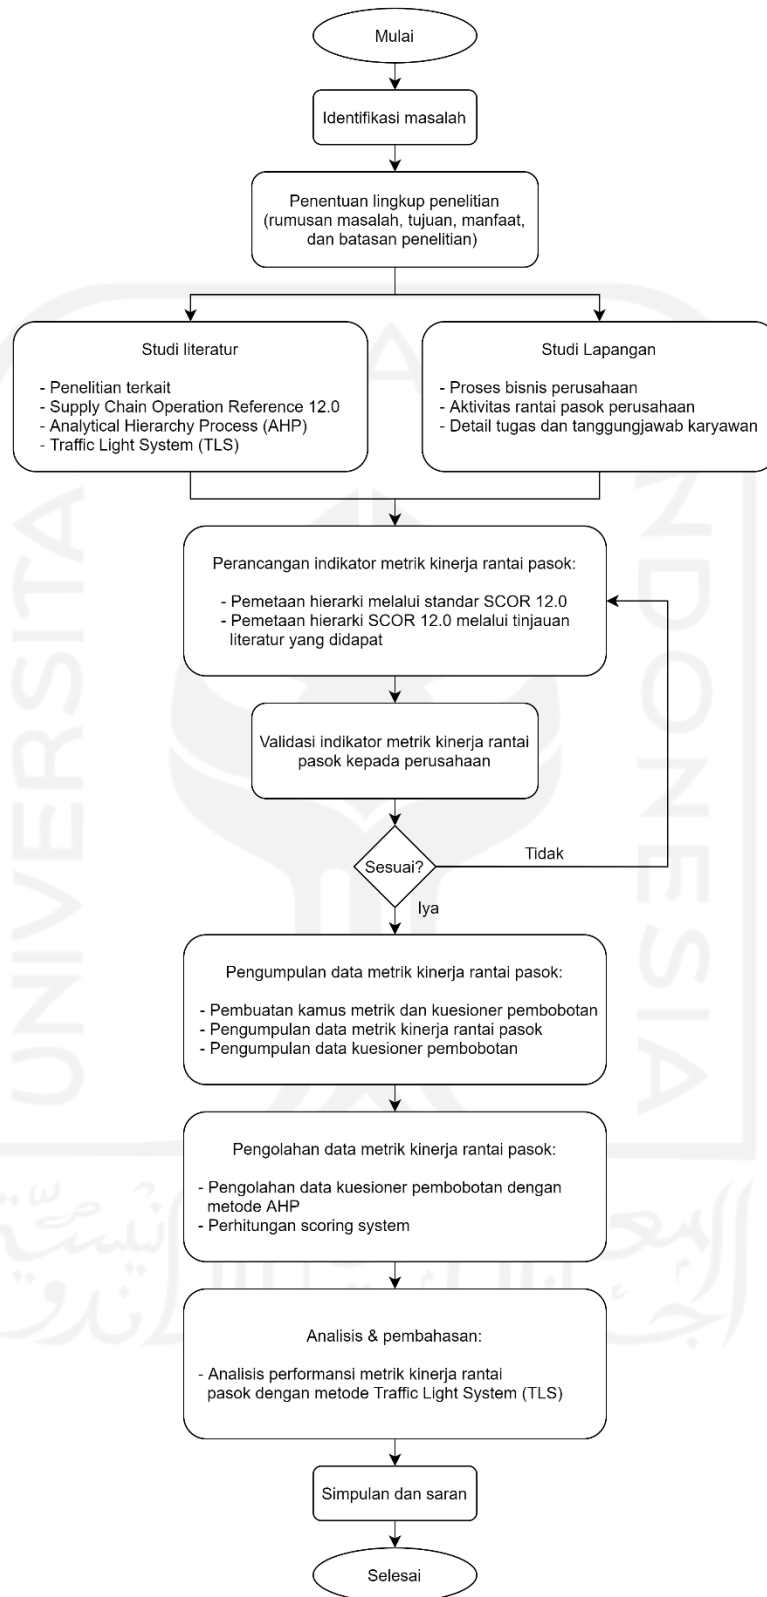 Mulai
Identifikasi masalah
Penentuan lingkup penelitian
(rumusan masalah, tujuan, manfaat,
dan batasan penelitian)
Studi literatur
- Penelitian terkait
- Supply Chain Operation Reference 12.0
- Analytical Hierarchy Process (AHP)
- Traffic Light System (TLS)
Studi Lapangan
- Proses bisnis perusahaan
- Aktivitas rantai pasok perusahaan
- Detail tugas dan tanggungjawab karyawan
Perancangan indikator metrik kinerja rantai pasok:
- Pemetaan hierarki melalui standar SCOR 12.0
- Pemetaan hierarki SCOR 12.0 melalui tinjauan
literatur yang didapat
Validasi indikator metrik kinerja rantai
pasok kepada perusahaan
Sesuai?
Tidak
Iya
Pengumpulan data metrik kinerja rantai pasok:
- Pembuatan kamus metrik dan kuesioner pembobotan
- Pengumpulan data metrik kinerja rantai pasok
- Pengumpulan data kuesioner pembobotan
Pengolahan data metrik kinerja rantai pasok:
- Pengolahan data kuesioner pembobotan dengan
metode AHP
- Perhitungan scoring system
Analisis & pembahasan:
- Analisis performansi metrik kinerja rantai
pasok dengan metode Traffic Light System (TLS)
Simpulan dan saran
Selesai
UNIVERSITA
NDONESIA